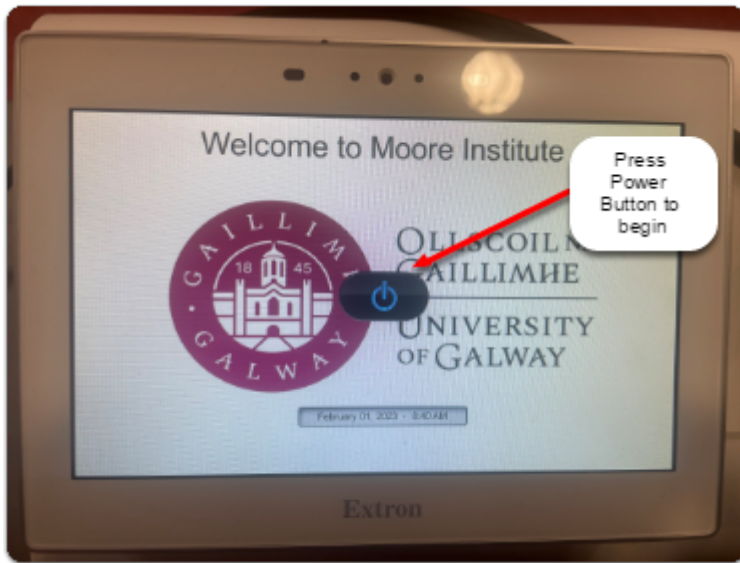 Welcome to Moore Institute
Press
Power
Button to
begin
GAILLIMH
18 45
GALWAY
OLLSCOIL NA
GAILLIMHE
UNIVERSITY
OF GALWAY
February 01, 2023 - 8:40 AM
Extron